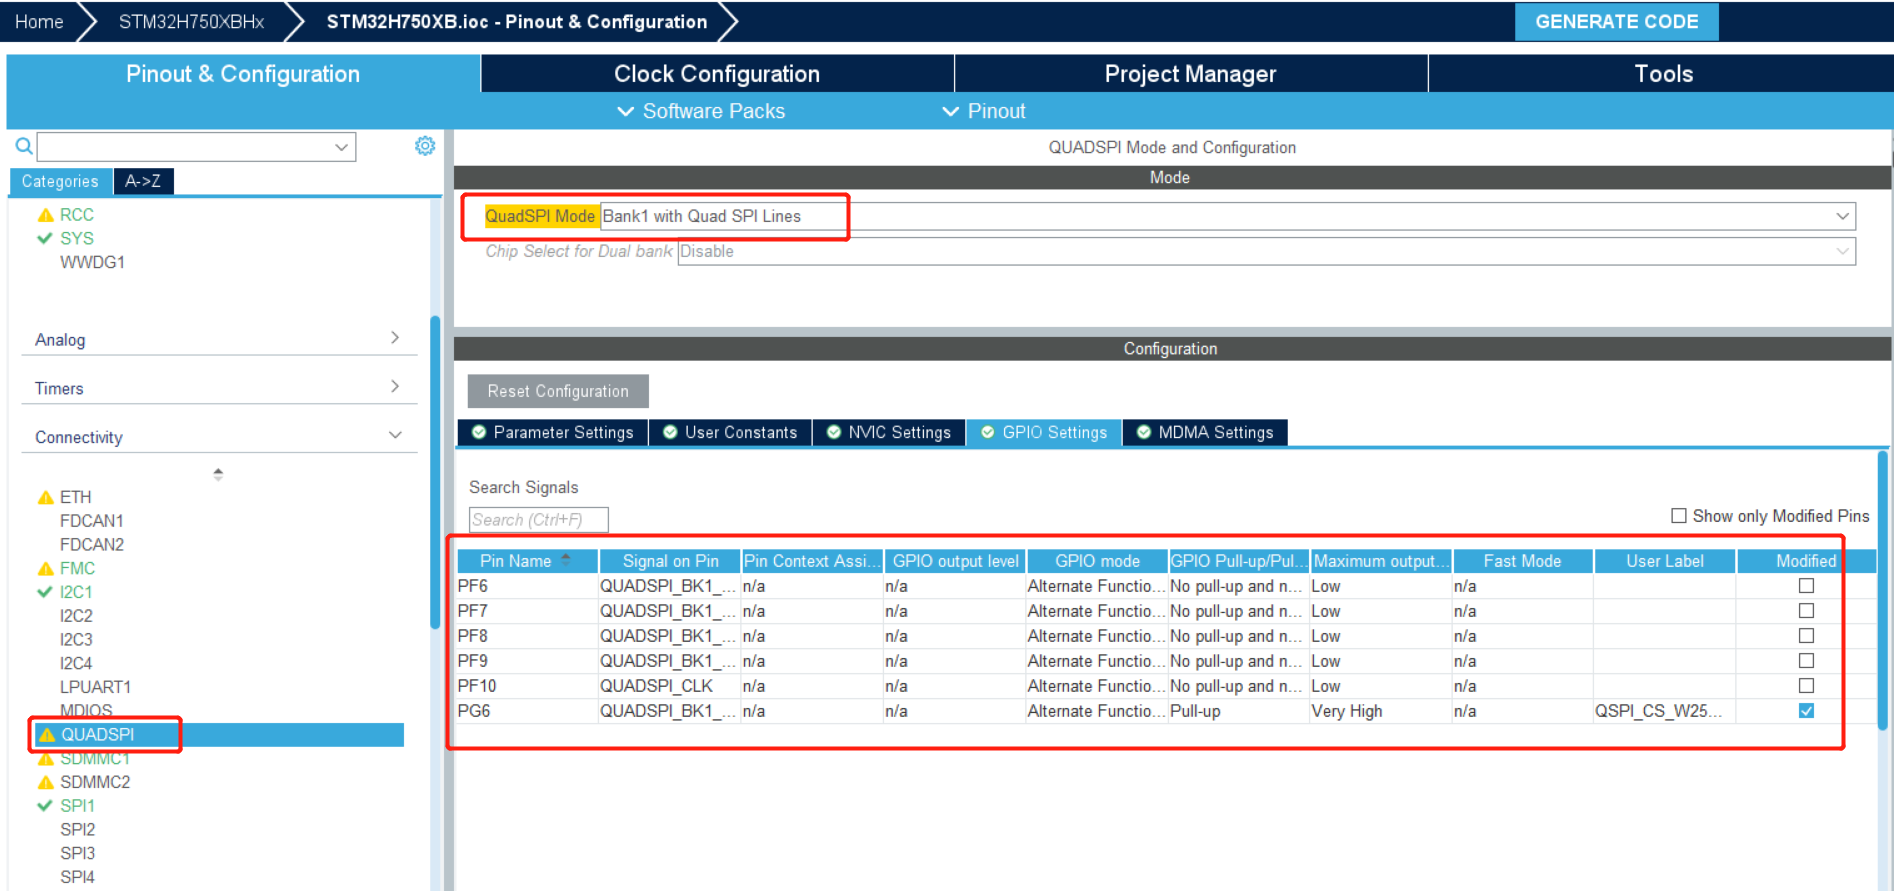 Home STM32H750XBHx STM32H750XB.ioc - Pinout & Configuration GENERATE CODE
Pinout & Configuration Clock Configuration Project Manager Tools
Software Packs Pinout
QUADSPI Mode and Configuration
Categories A->Z
Mode
RCC
SYS
WWDG1
QuadSPI Mode Bank1 with Quad SPI Lines
Chip Select for Dual bank Disable
Analog
Timers
Connectivity
ETH
FDCAN1
FDCAN2
FMC
I2C1
I2C2
I2C3
I2C4
LPUART1
MDIOS
QUADSPI
SDMMC1
SDMMC2
SPI1
SPI2
SPI3
SPI4
Configuration
Reset Configuration
Parameter Settings User Constants NVIC Settings GPIO Settings MDMA Settings
Search Signals
Search (Ctrl+F)
Show only Modified Pins
Pin Name Signal on Pin Pin Context Assi... GPIO output level GPIO mode GPIO Pull-up/Pul... Maximum output... Fast Mode User Label Modified
PF6 QUADSPI_BK1_... n/a n/a Alternate Functio... No pull-up and n... Low n/a
PF7 QUADSPI_BK1_... n/a n/a Alternate Functio... No pull-up and n... Low n/a
PF8 QUADSPI_BK1_... n/a n/a Alternate Functio... No pull-up and n... Low n/a
PF9 QUADSPI_BK1_... n/a n/a Alternate Functio... No pull-up and n... Low n/a
PF10 QUADSPI_CLK n/a n/a Alternate Functio... No pull-up and n... Low n/a
PG6 QUADSPI_BK1_... n/a n/a Alternate Functio... Pull-up Very High n/a QSPI_CS_W25...